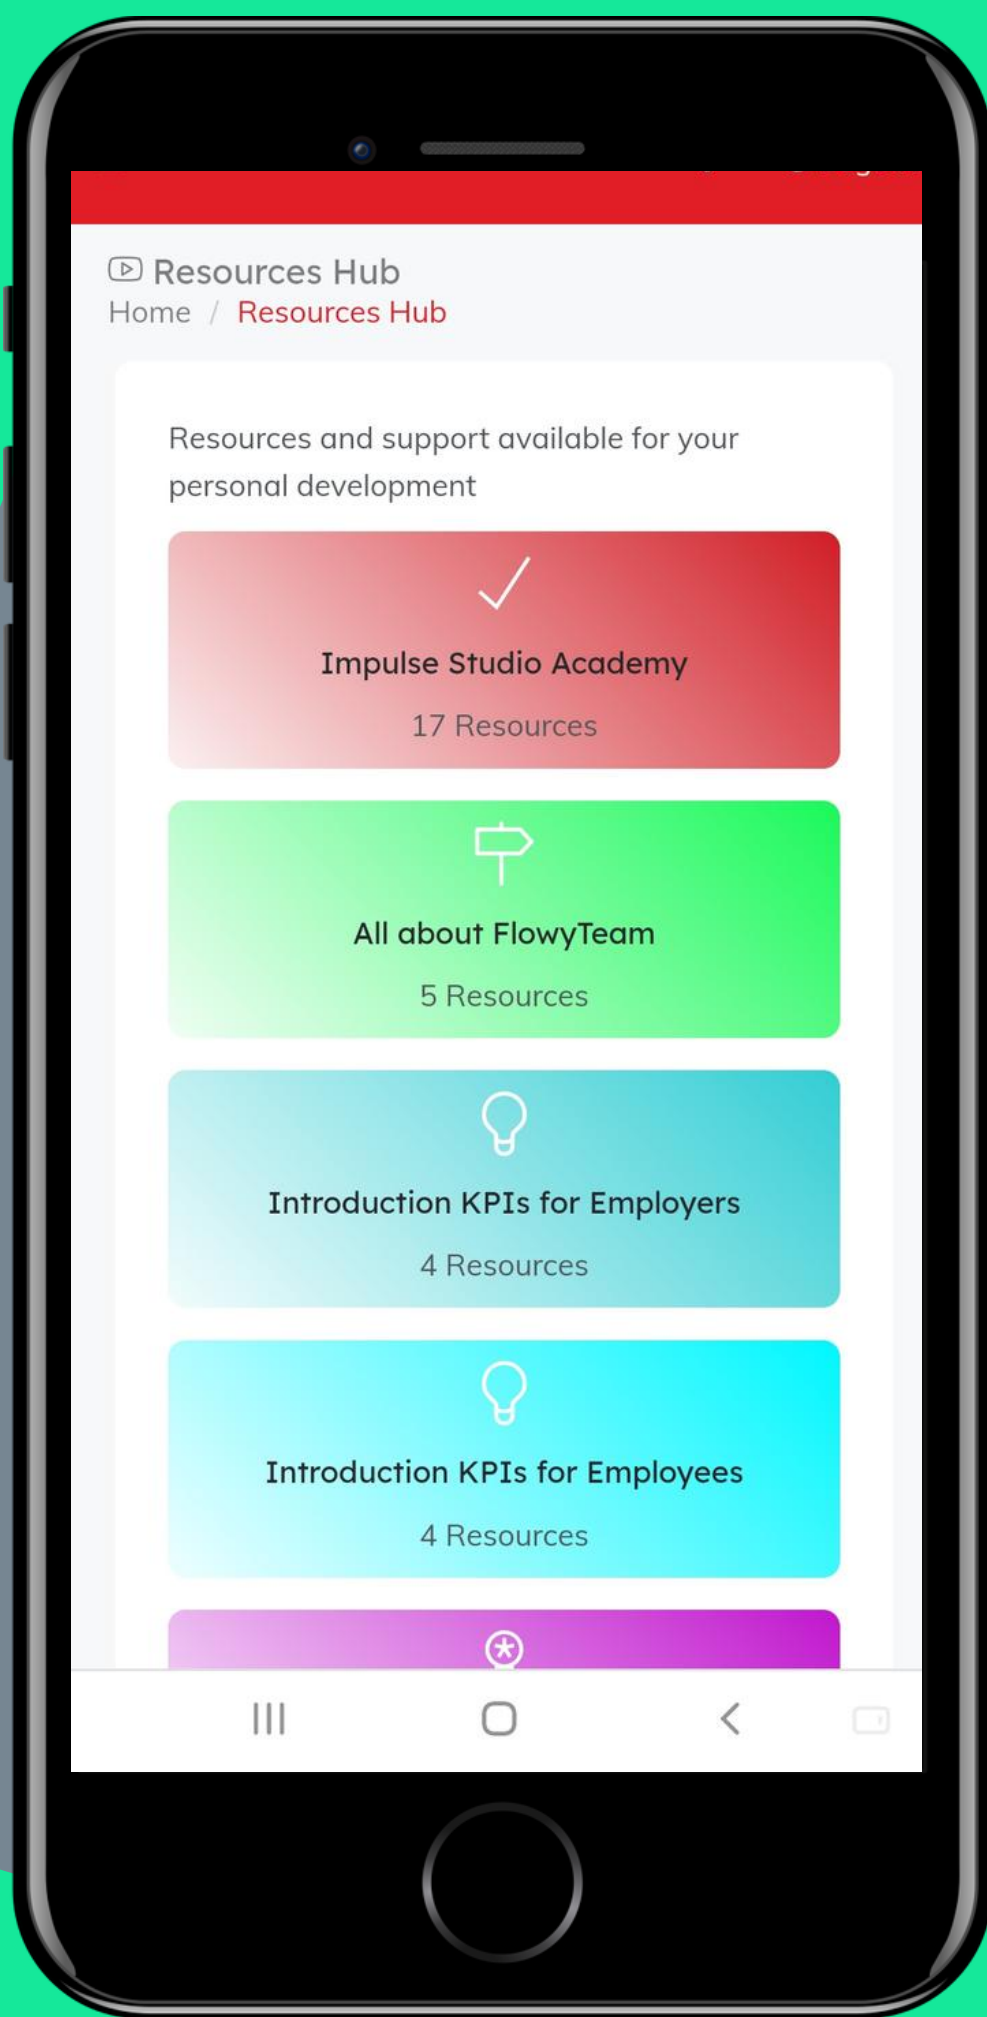 Resources Hub
Home / Resources Hub
Resources and support available for your
personal development
Impulse Studio Academy
17 Resources
All about FlowyTeam
5 Resources
Introduction KPIs for Employers
4 Resources
Introduction KPIs for Employees
4 Resources